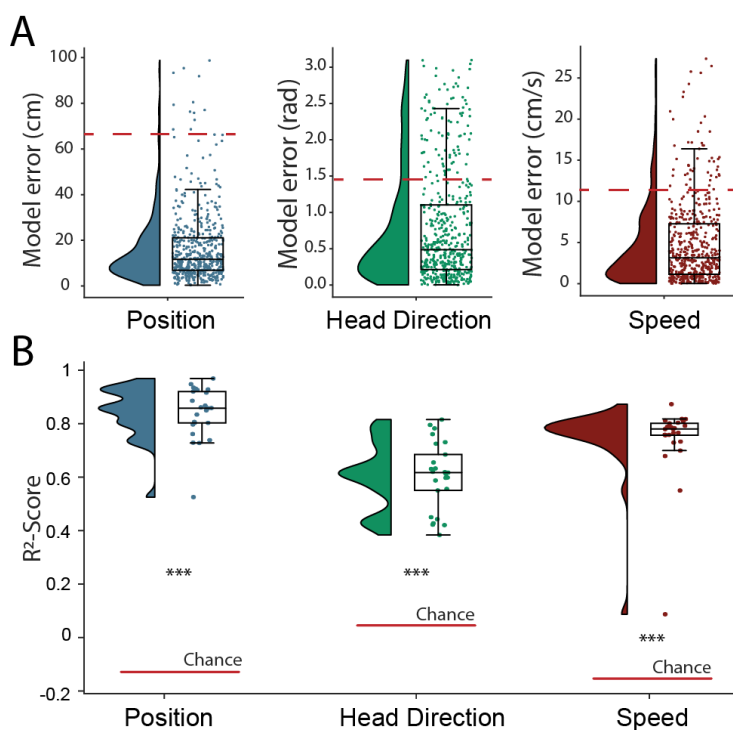 A
Model error (cm)
100
80
60
40
20
0
Position
Model error (rad)
3.0
2.5
2.0
1.5
1.0
0.5
0.0
Head Direction
Model error (cm/s)
25
20
15
10
5
0
Speed
B
R²-Score
1
0.8
0.6
0.4
0.2
0
-0.2
***
Chance
Position
***
Chance
Head Direction
***
Chance
Speed